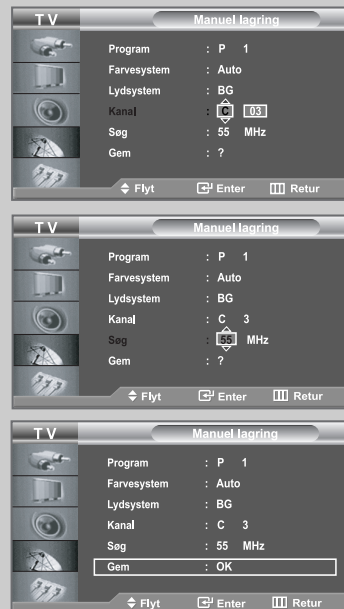 TV Manuel lagring
Program : P 1
Farvesystem : Auto
Lydsystem : BG
Kanal : C 03
Søg : 55 MHz
Gem : ?
Flyt Enter Retur
TV Manuel lagring
Program : P 1
Farvesystem : Auto
Lydsystem : BG
Kanal : C 3
Søg : 55 MHz
Gem : ?
Flyt Enter Retur
TV Manuel lagring
Program : P 1
Farvesystem : Auto
Lydsystem : BG
Kanal : C 3
Søg : 55 MHz
Gem : OK
Flyt Enter Retur